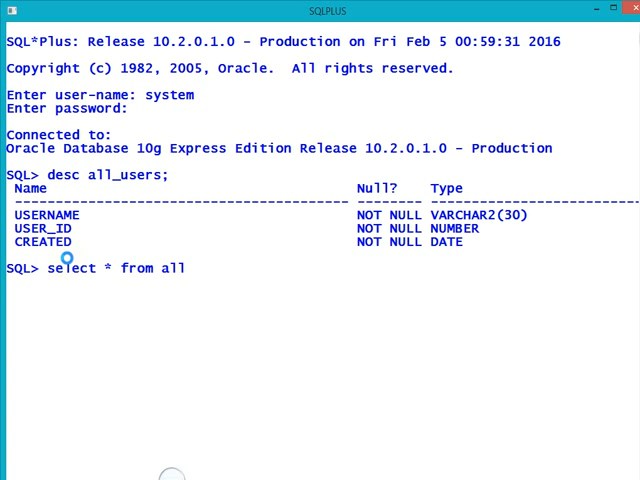 SQLPLUS
SQL*Plus: Release 10.2.0.1.0 - Production on Fri Feb 5 00:59:31 2016
Copyright (c) 1982, 2005, Oracle.  All rights reserved.
Enter user-name: system
Enter password:
Connected to:
Oracle Database 10g Express Edition Release 10.2.0.1.0 - Production
SQL> desc all_users;
Name Null? Type
----------------------------------------- -------- ----------------------------
USERNAME NOT NULL VARCHAR2(30)
USER_ID NOT NULL NUMBER
CREATED NOT NULL DATE
SQL> select * from all